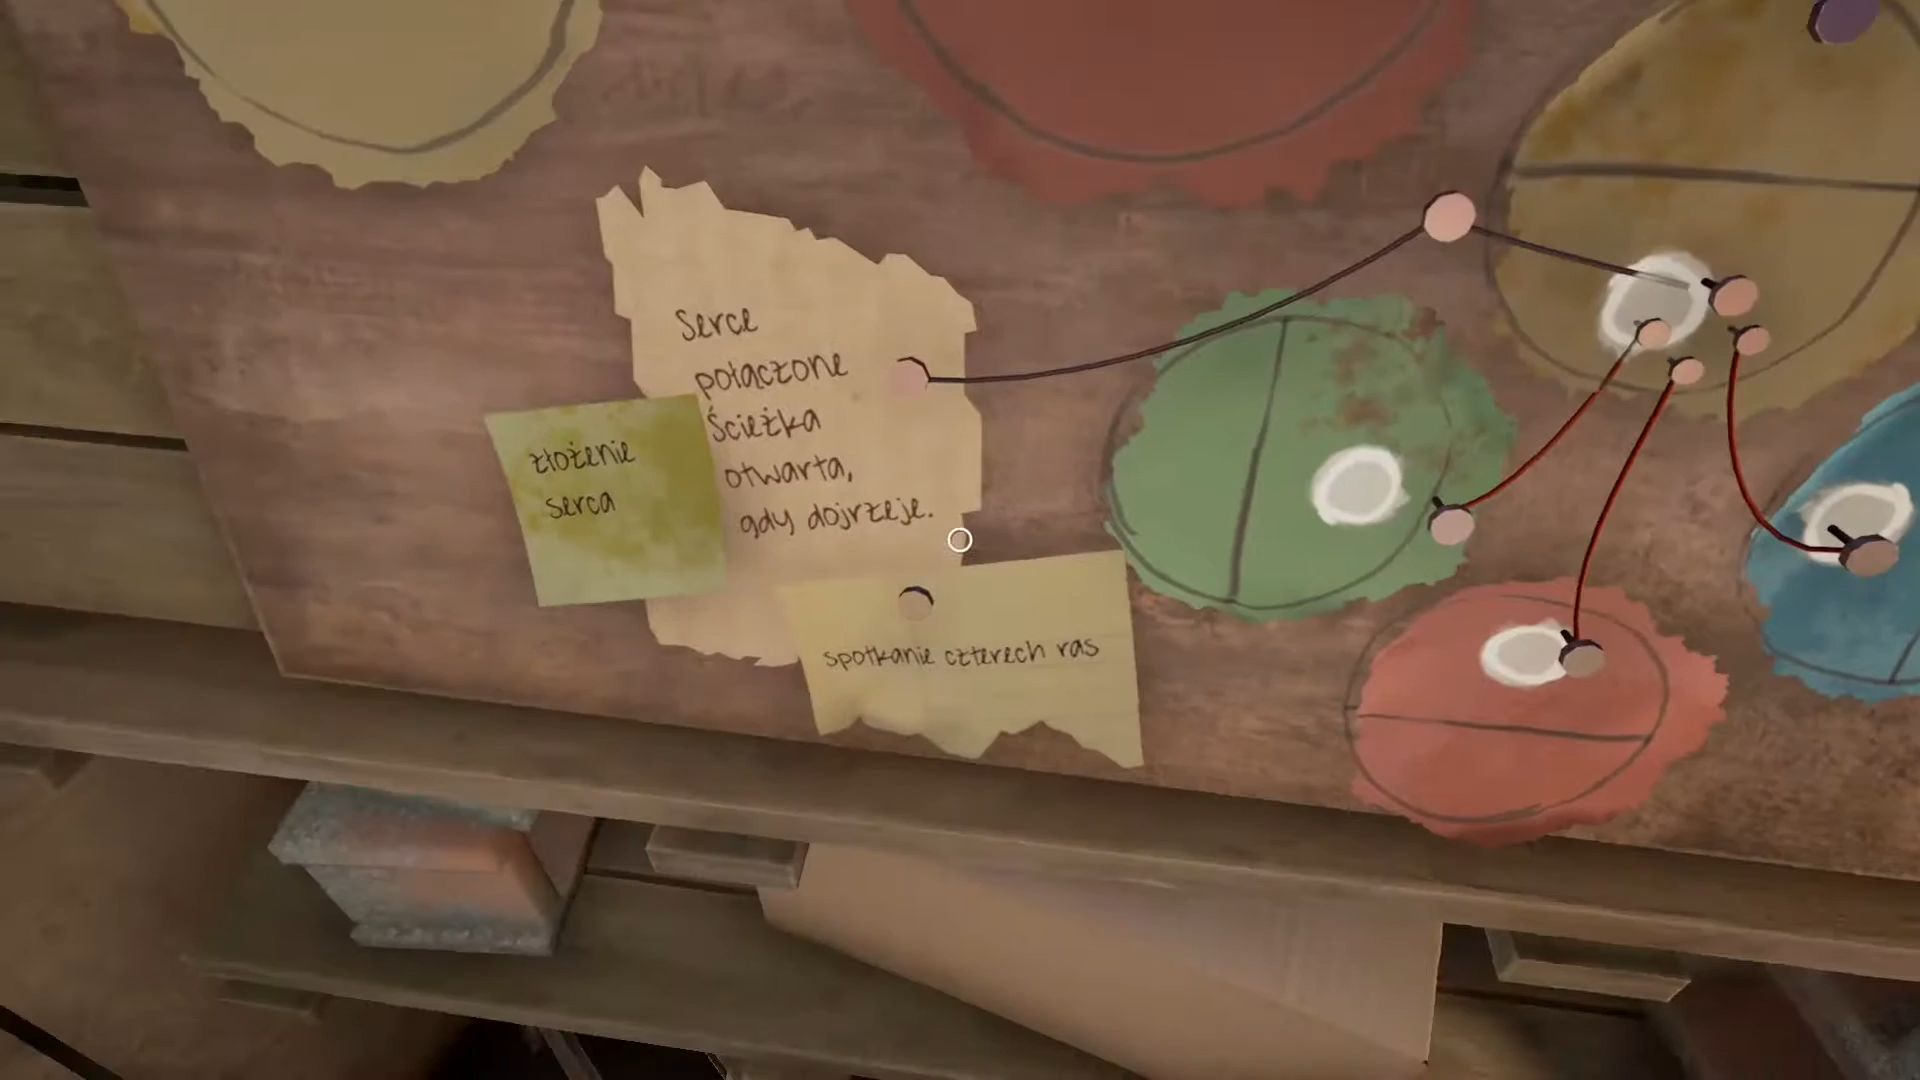 Serce
połączone
Ścieżka
otwarta,
gdy dojrzeje.
złożenie
serca
spotkanie czterech ras